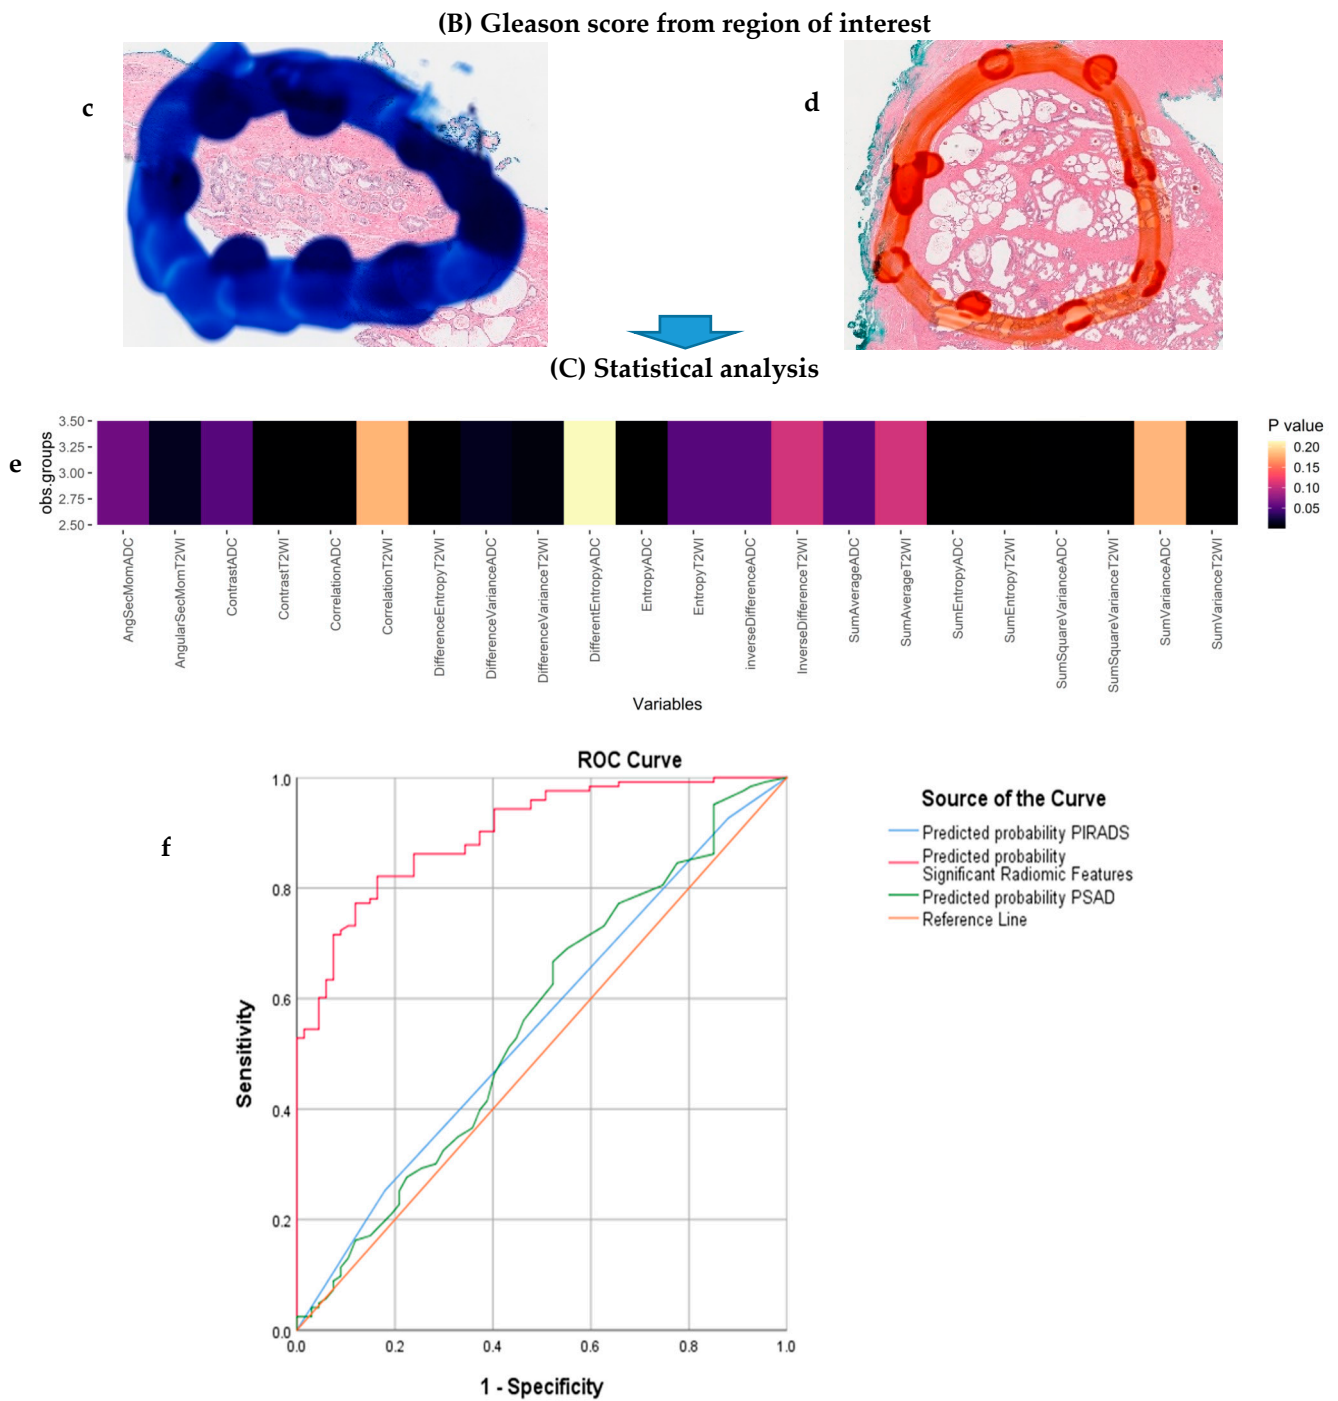 (B) Gleason score from region of interest
c
d
(C) Statistical analysis
e
obs.groups
3.50
3.25
3.00
2.75
2.50
P value
0.20
0.15
0.10
0.05
AngSecMomADC
AngularSecMomT2WI
ContrastADC
ContrastT2WI
CorrelationADC
CorrelationT2WI
DifferenceEntropyT2WI
DifferenceVarianceADC
DifferenceVarianceT2WI
DifferentEntropyADC
EntropyADC
EntropyT2WI
inverseDifferenceADC
InverseDifferenceT2WI
SumAverageADC
SumAverageT2WI
SumEntropyADC
SumEntropyT2WI
SumSquareVarianceADC
SumSquareVarianceT2WI
SumVarianceADC
SumVarianceT2WI
Variables
f
ROC Curve
Sensitivity
1.0
0.8
0.6
0.4
0.2
0.0
0.0 0.2 0.4 0.6 0.8 1.0
1 - Specificity
Source of the Curve
Predicted probability PIRADS
Predicted probability
Significant Radiomic Features
Predicted probability PSAD
Reference Line